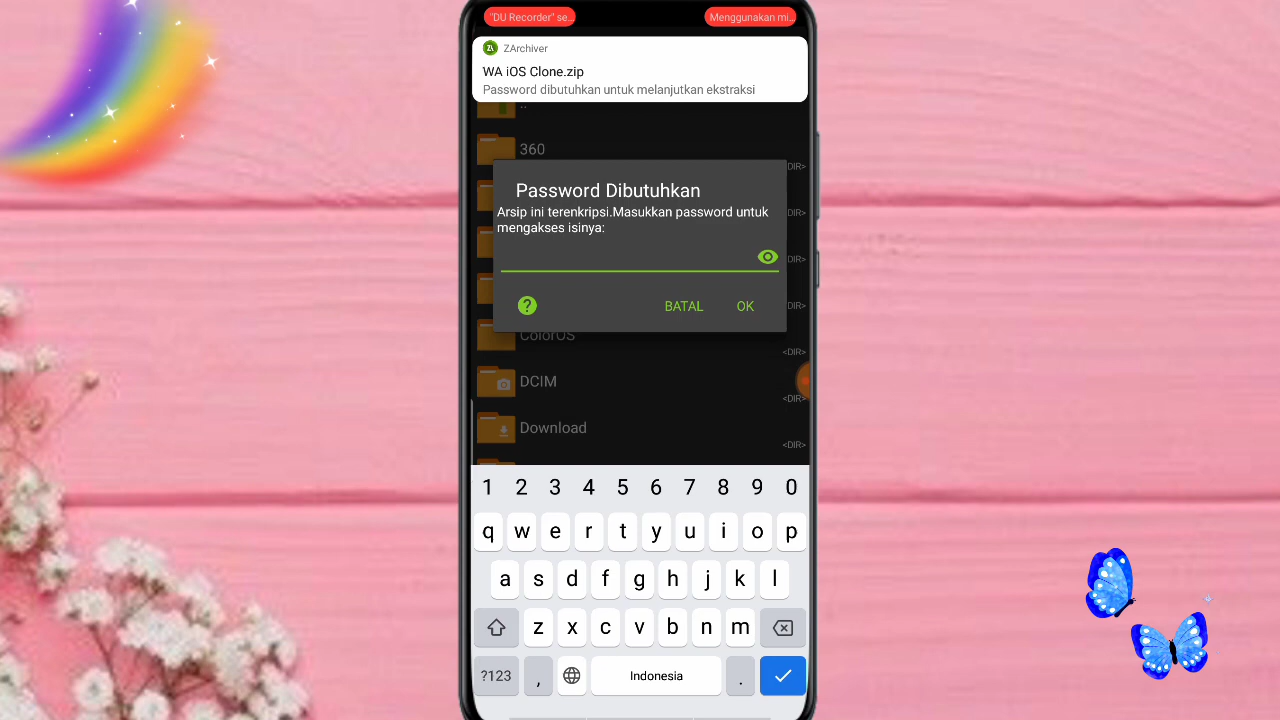 "DU Recorder" se...
Menggunakan mi...
ZA ZArchiver
WA iOS Clone.zip
Password dibutuhkan untuk melanjutkan ekstraksi
..
360
<DIR>
Password Dibutuhkan
Arsip ini terenkripsi.Masukkan password untuk
mengakses isinya:
<DIR>
<DIR>
? BATAL OK
<DIR>
ColorOS
<DIR>
DCIM
<DIR>
Download
<DIR>
1 2 3 4 5 6 7 8 9 0
q w e r t y u i o p
a s d f g h j k l
z x c v b n m
?123 , Indonesia .